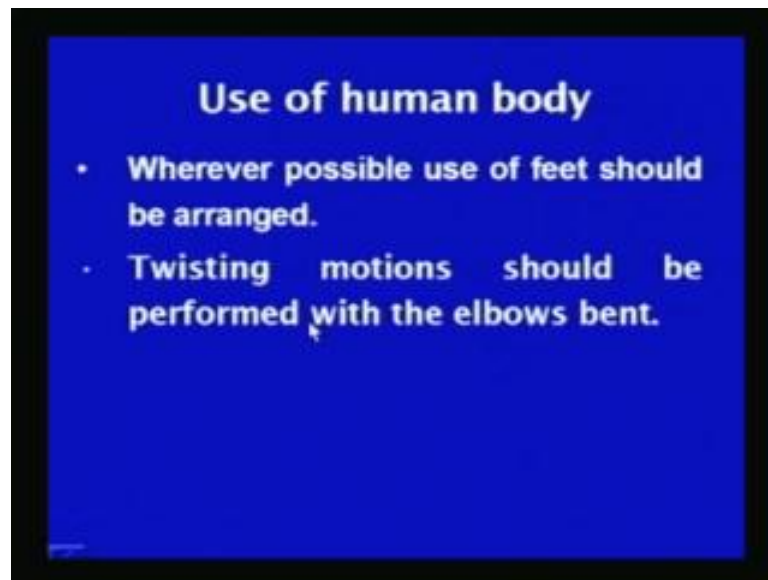 Use of human body
• Wherever possible use of feet should
be arranged.
• Twisting motions should be
performed with the elbows bent.